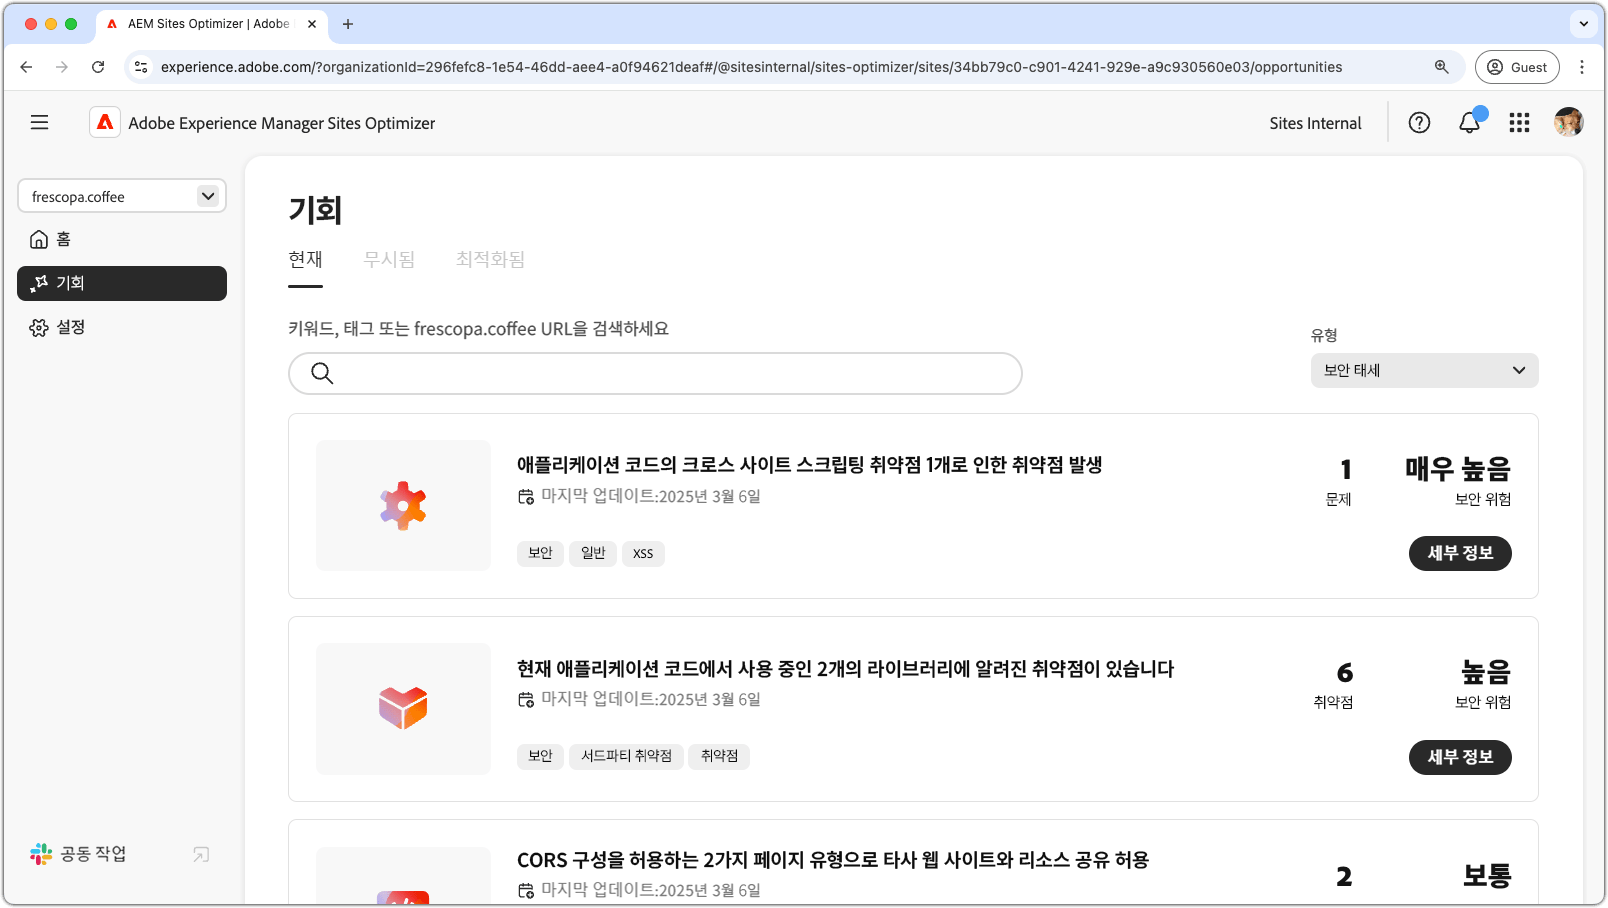 AEM Sites Optimizer | Adobe
experience.adobe.com/?organizationId=296fefc8-1e54-46dd-aee4-a0f94621deaf#/@sitesinternal/sites-optimizer/sites/34bb79c0-c901-4241-929e-a9c930560e03/opportunities
Guest
Adobe Experience Manager Sites Optimizer
Sites Internal
frescopa.coffee
홈
기회
설정
공동 작업
기회
현재 무시됨 최적화됨
키워드, 태그 또는 frescopa.coffee URL을 검색하세요
유형
보안 태세
애플리케이션 코드의 크로스 사이트 스크립팅 취약점 1개로 인한 취약점 발생
마지막 업데이트:2025년 3월 6일
보안 일반 XSS
1
문제
매우 높음
보안 위험
세부 정보
현재 애플리케이션 코드에서 사용 중인 2개의 라이브러리에 알려진 취약점이 있습니다
마지막 업데이트:2025년 3월 6일
보안 서드파티 취약점 취약점
6
취약점
높음
보안 위험
세부 정보
CORS 구성을 허용하는 2가지 페이지 유형으로 타사 웹 사이트와 리소스 공유 허용
마지막 업데이트:2025년 3월 6일
2
보통